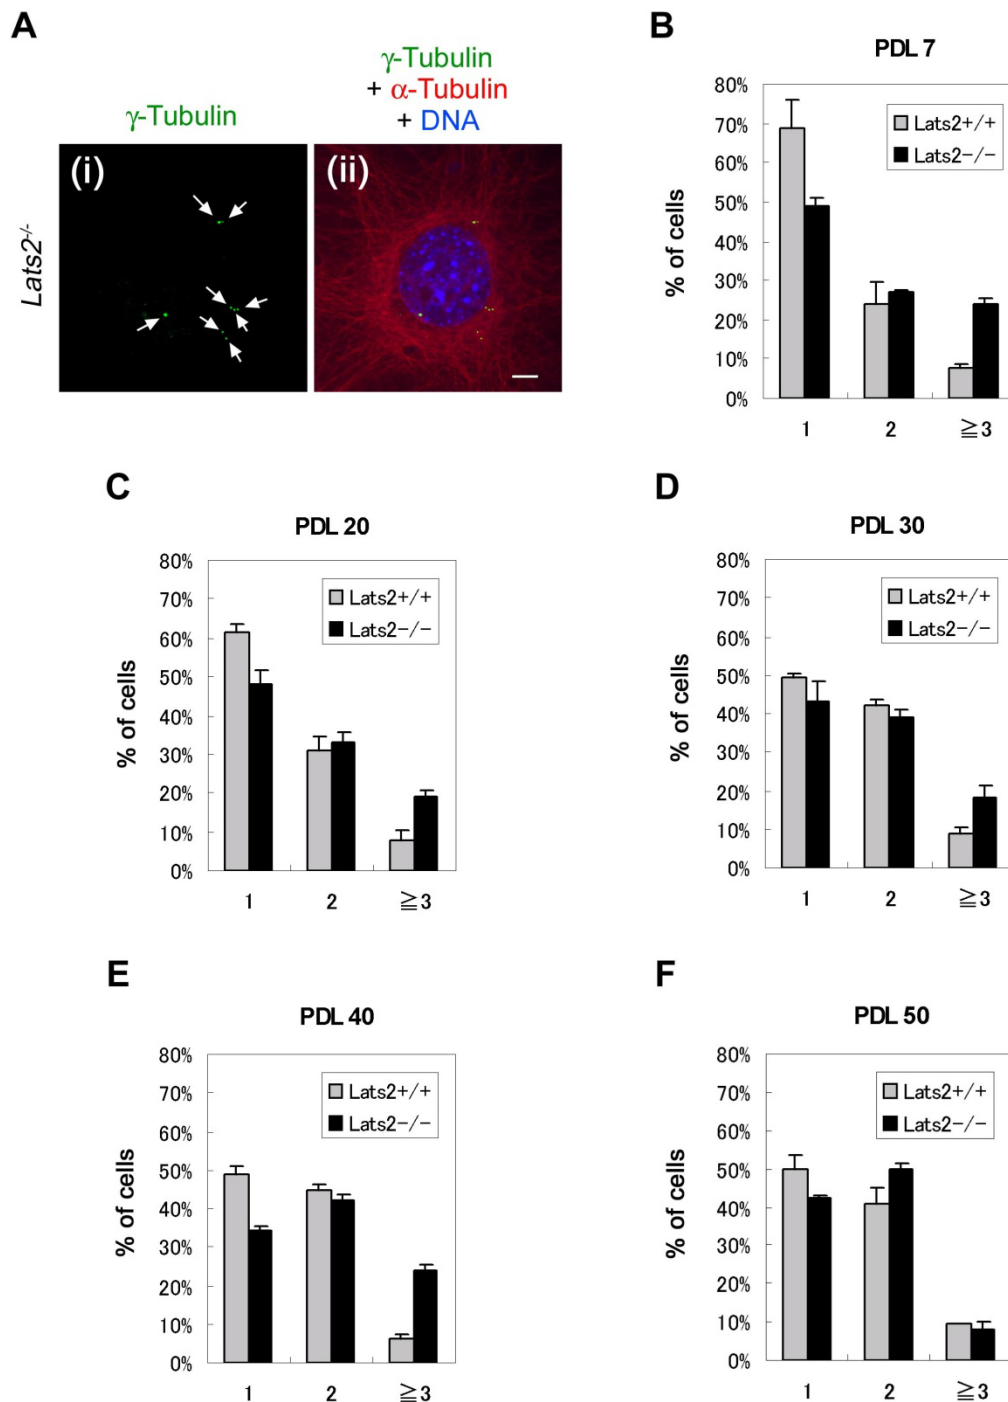 A
γ-Tubulin
γ-Tubulin
+ α-Tubulin
+ DNA
Lats2-/-
(i)
(ii)
B
PDL 7
% of cells
80%
70%
60%
50%
40%
30%
20%
10%
0%
Lats2+/+
Lats2-/-
1 2 ≧3
C
PDL 20
% of cells
80%
70%
60%
50%
40%
30%
20%
10%
0%
Lats2+/+
Lats2-/-
1 2 ≧3
D
PDL 30
% of cells
80%
70%
60%
50%
40%
30%
20%
10%
0%
Lats2+/+
Lats2-/-
1 2 ≧3
E
PDL 40
% of cells
80%
70%
60%
50%
40%
30%
20%
10%
0%
Lats2+/+
Lats2-/-
1 2 ≧3
F
PDL 50
% of cells
80%
70%
60%
50%
40%
30%
20%
10%
0%
Lats2+/+
Lats2-/-
1 2 ≧3